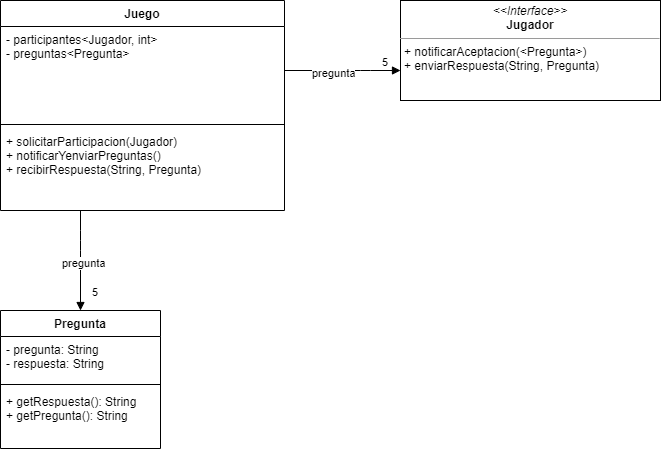 Juego
- participantes<Jugador, int>
- preguntas<Pregunta>
+ solicitarParticipacion(Jugador)
+ notificarYenviarPreguntas()
+ recibirRespuesta(String, Pregunta)
pregunta
5
<<Interface>>
Jugador
+ notificarAceptacion(<Pregunta>)
+ enviarRespuesta(String, Pregunta)
pregunta
5
Pregunta
- pregunta: String
- respuesta: String
+ getRespuesta(): String
+ getPregunta(): String